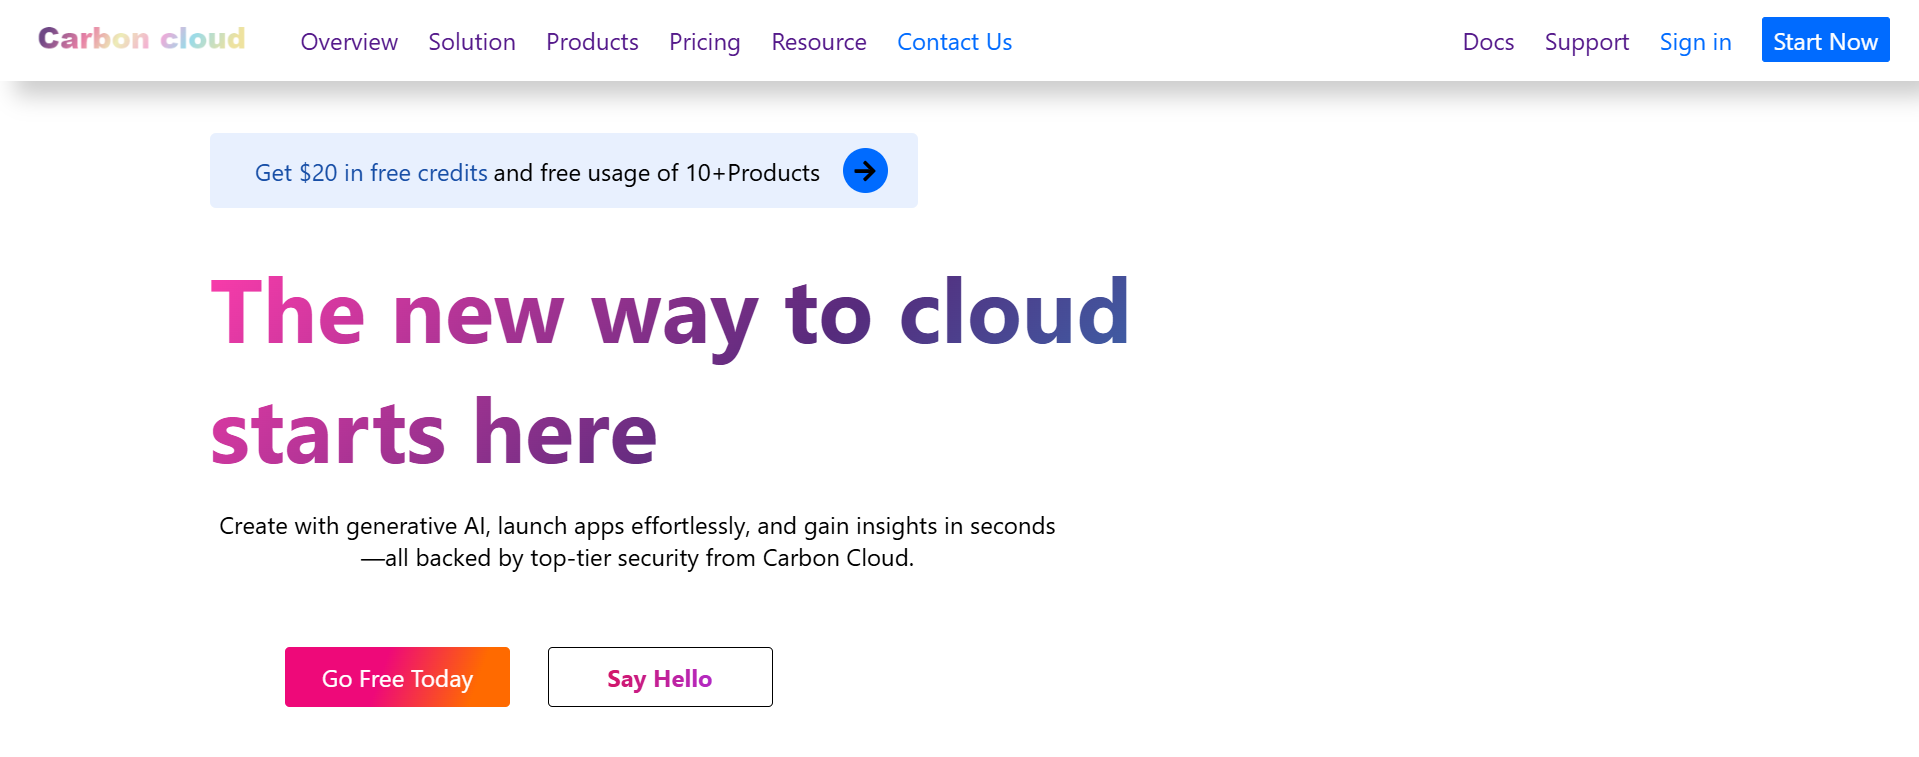 Carbon cloud Overview Solution Products Pricing Resource Contact Us Docs Support Sign in Start Now
Get $20 in free credits and free usage of 10+Products
The new way to cloud
starts here
Create with generative AI, launch apps effortlessly, and gain insights in seconds
—all backed by top-tier security from Carbon Cloud.
Go Free Today Say Hello